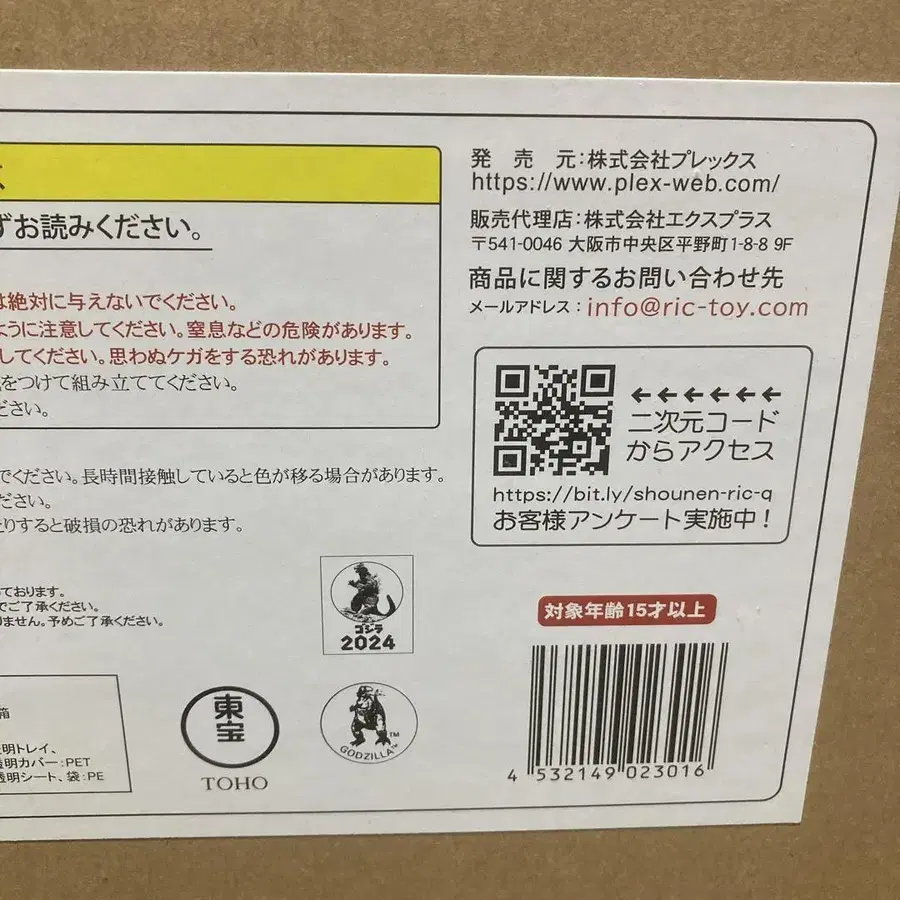 ずお読みください。
は絶対に与えないでください。
ように注意してください。窒息などの危険があります。
してください。思わぬケガをする恐れがあります。
をつけて組み立ててください。
ださい。
でください。長時間接触していると色が移る場合があります。
ださい。
たりすると破損の恐れがあります。
っております。
でご了承ください。
りません。予めご了承ください。
箱
透明トレイ、
透明カバー:PET
透明シート、袋:PE
東宝
TOHO
ゴジラ
2024
GODZILLA™
TM
発売元:株式会社プレックス
https://www.plex-web.com/
販売代理店:株式会社エクスプラス
〒541-0046 大阪市中央区平野町1-8-8 9F
商品に関するお問い合わせ先
メールアドレス:info@ric-toy.com
←←←←←←
二次元コード
からアクセス
https://bit.ly/shounen-ric-q
お客様アンケート実施中!
対象年齢15才以上
4 532149 023016